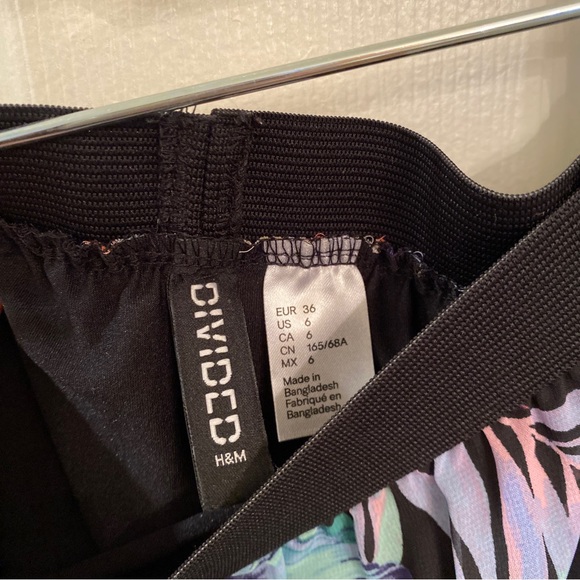 DIVIDED
H&M
EUR 36
US 6
CA 6
CN 165/68A
MX 6
Made in
Bangladesh
Fabriqué en
Bangladesh